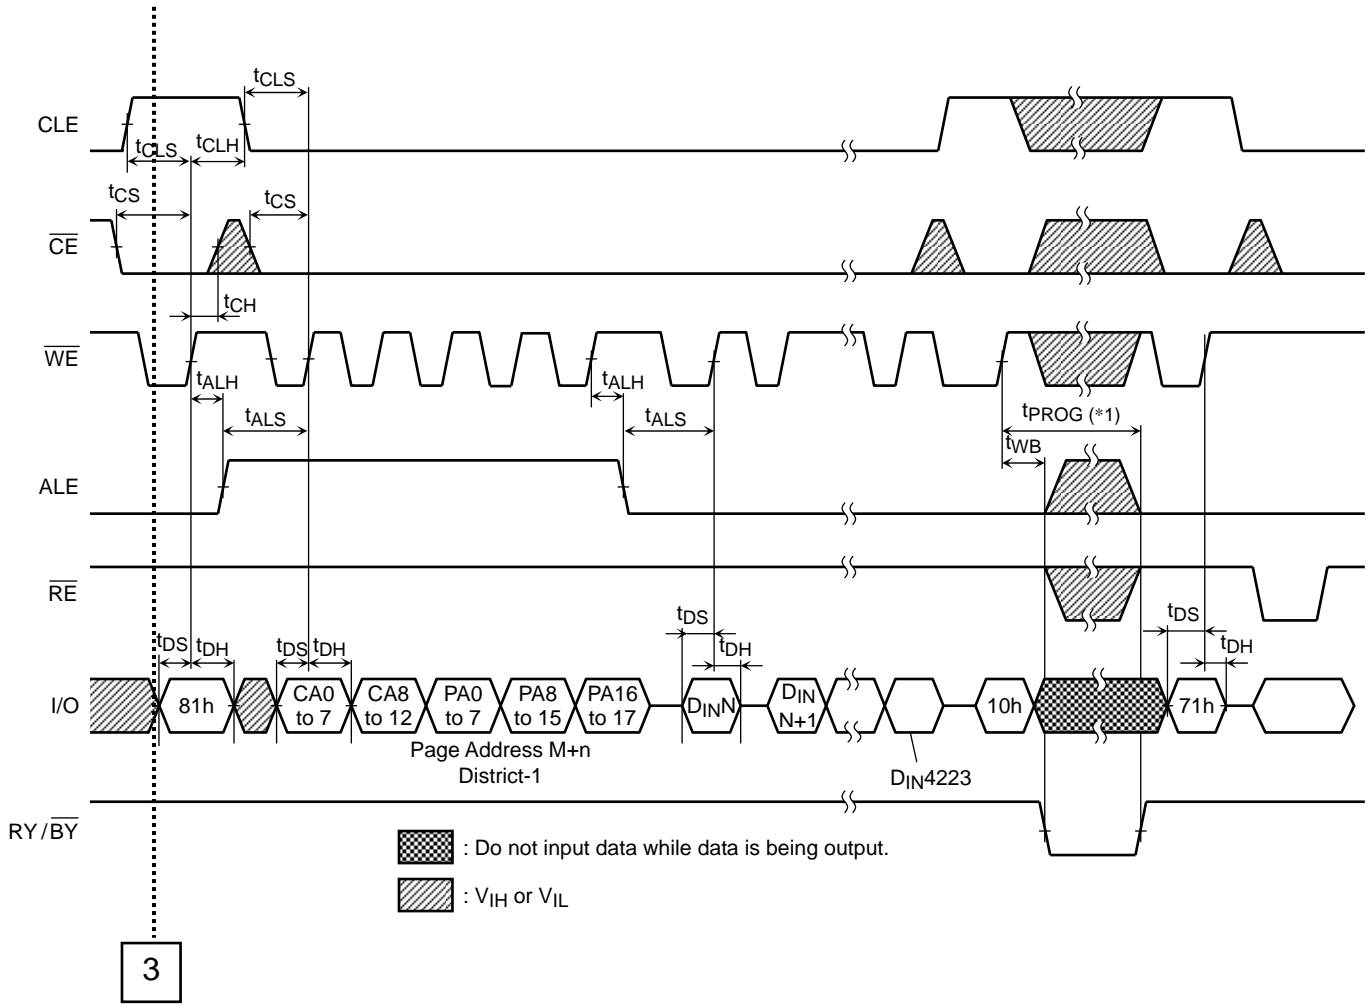 tCLS
CLE
tCLS
tCLH
tCS
tCS
CE
tCH
WE
tALH
tALH
tALS
tALS
tPROG (*1)
tWB
ALE
RE
tDS
tDH
tDS
tDH
tDS
tDH
tDS
tDH
I/O
81h
CA0 to 7
CA8 to 12
PA0 to 7
PA8 to 15
PA16 to 17
DINN
DIN N+1
10h
71h
Page Address M+n
District-1
DIN4223
RY/BY
: Do not input data while data is being output.
: VIH or VIL
3